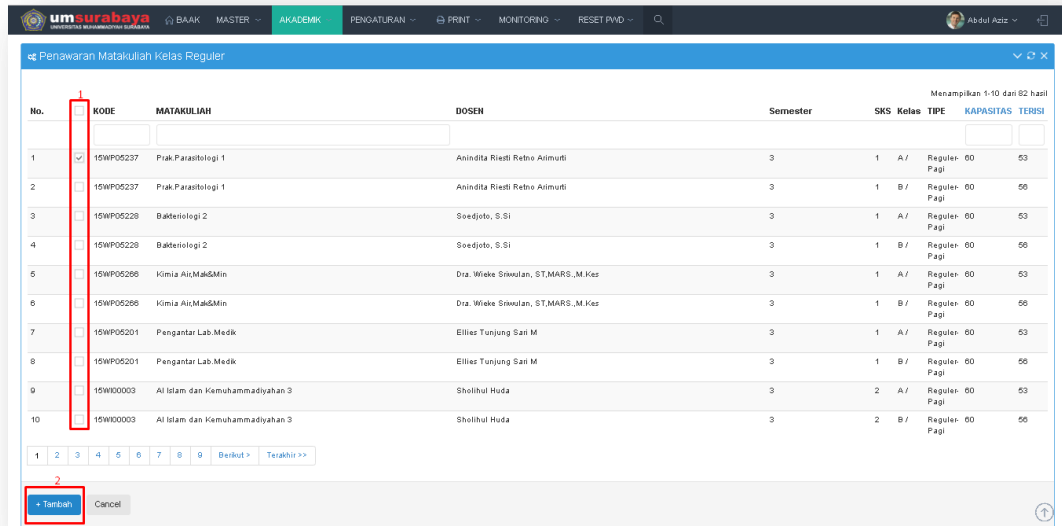 umsurabaya BAAK MASTER AKADEMIK PENGATURAN PRINT MONITORING RESET PWD Abdul Aziz
UNIVERSITAS MUHAMMADIYAH SURABAYA
Penawaran Matakuliah Kelas Reguler
Menampilkan 1-10 dari 82 hasil
1
No. KODE MATAKULIAH DOSEN Semester SKS Kelas TIPE KAPASITAS TERISI
1 15WP05237 Prak.Parasitologi 1 Anindita Riesti Retno Arimurti 3 1 A / Reguler- 60 53
Pagi
2 15WP05237 Prak.Parasitologi 1 Anindita Riesti Retno Arimurti 3 1 B / Reguler- 60 56
Pagi
3 15WP05228 Bakteriologi 2 Soedjoto, S.Si 3 1 A / Reguler- 60 53
Pagi
4 15WP05228 Bakteriologi 2 Soedjoto, S.Si 3 1 B / Reguler- 60 56
Pagi
5 15WP05266 Kimia Air,Mak&Min Dra. Wieke Sriwulan, ST,MARS.,M.Kes 3 1 A / Reguler- 60 53
Pagi
6 15WP05266 Kimia Air,Mak&Min Dra. Wieke Sriwulan, ST,MARS.,M.Kes 3 1 B / Reguler- 60 56
Pagi
7 15WP05201 Pengantar Lab.Medik Ellies Tunjung Sari M 3 1 A / Reguler- 60 53
Pagi
8 15WP05201 Pengantar Lab.Medik Ellies Tunjung Sari M 3 1 B / Reguler- 60 56
Pagi
9 15WI00003 Al Islam dan Kemuhammadiyahan 3 Sholihul Huda 3 2 A / Reguler- 60 53
Pagi
10 15WI00003 Al Islam dan Kemuhammadiyahan 3 Sholihul Huda 3 2 B / Reguler- 60 56
Pagi
1 2 3 4 5 6 7 8 9 Berikut > Terakhir >>
2
+ Tambah Cancel